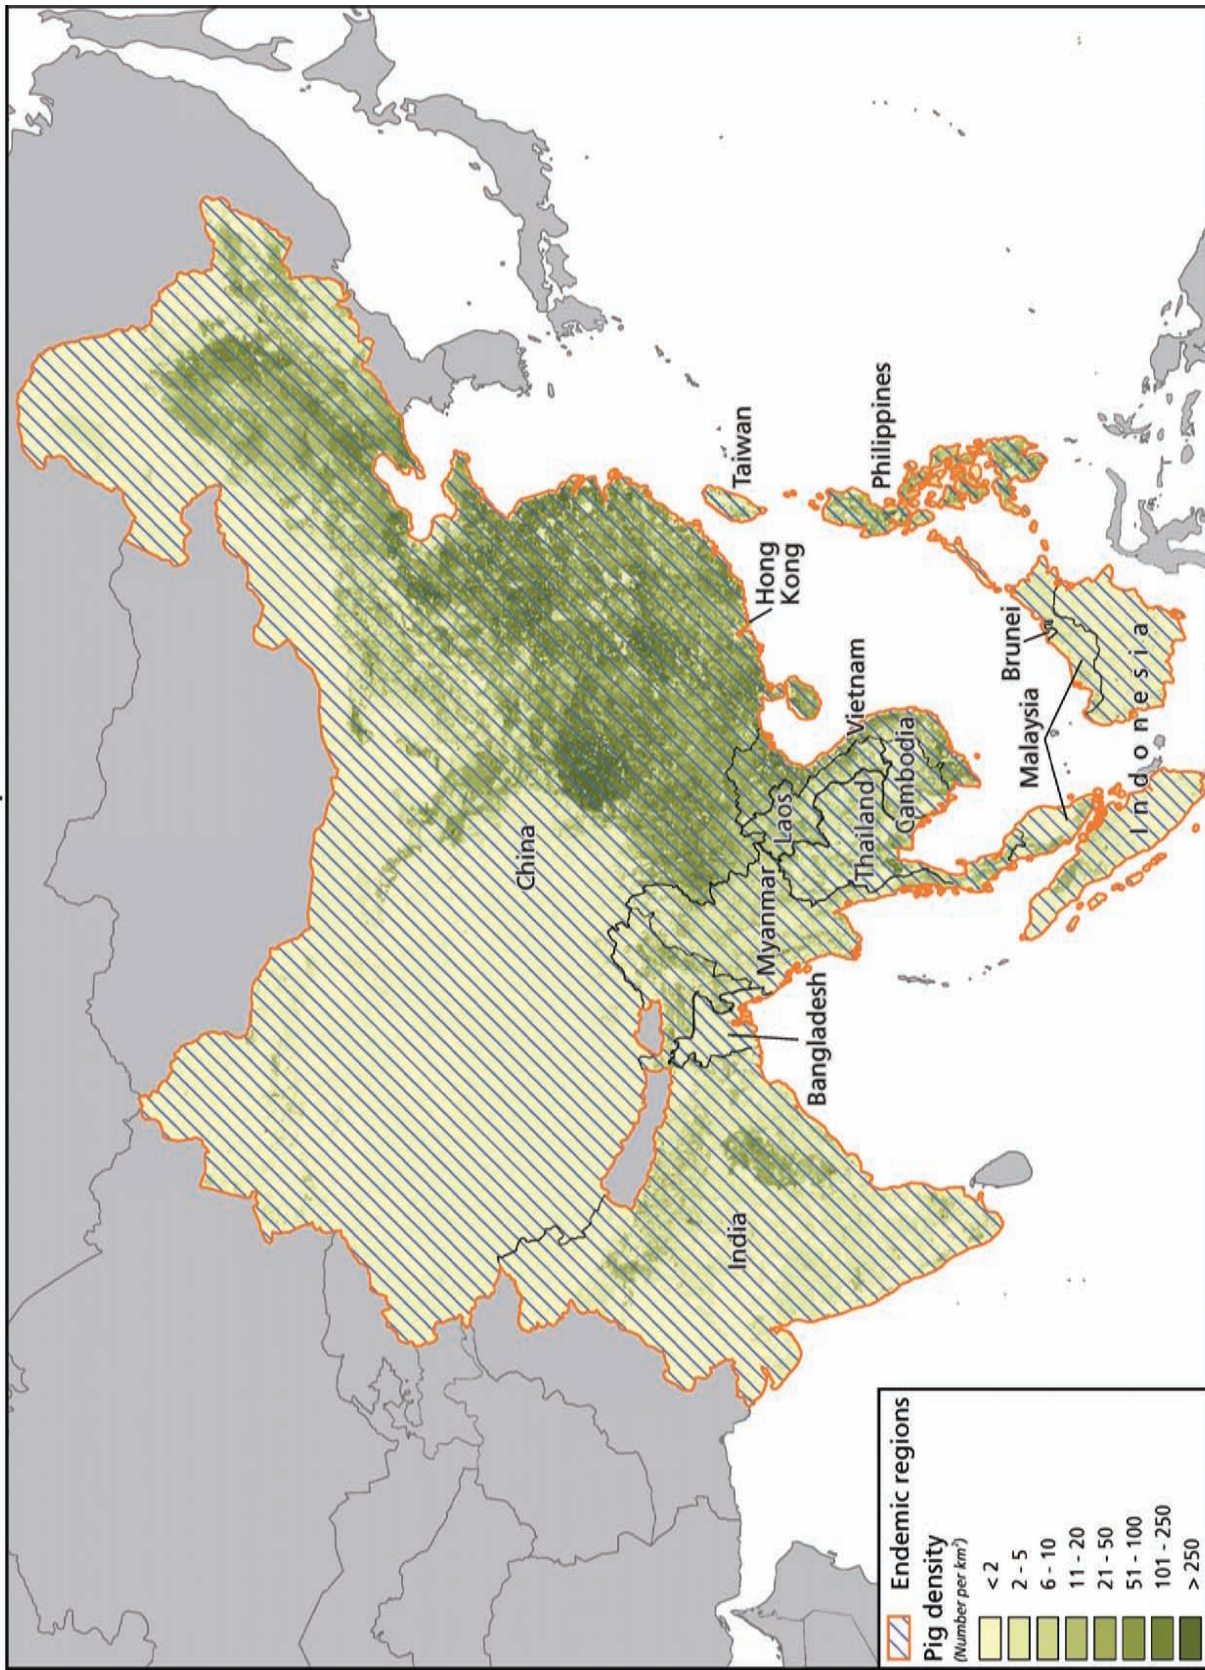 China
Taiwan
Hong
Kong
Philippines
Vietnam
Laos
Cambodia
Thailand
Myanmar
Bangladesh
India
Brunei
Malaysia
Indonesia
Endemic regions
Pig density
(Number per km²)
< 2
2 - 5
6 - 10
11 - 20
21 - 50
51 - 100
101 - 250
> 250